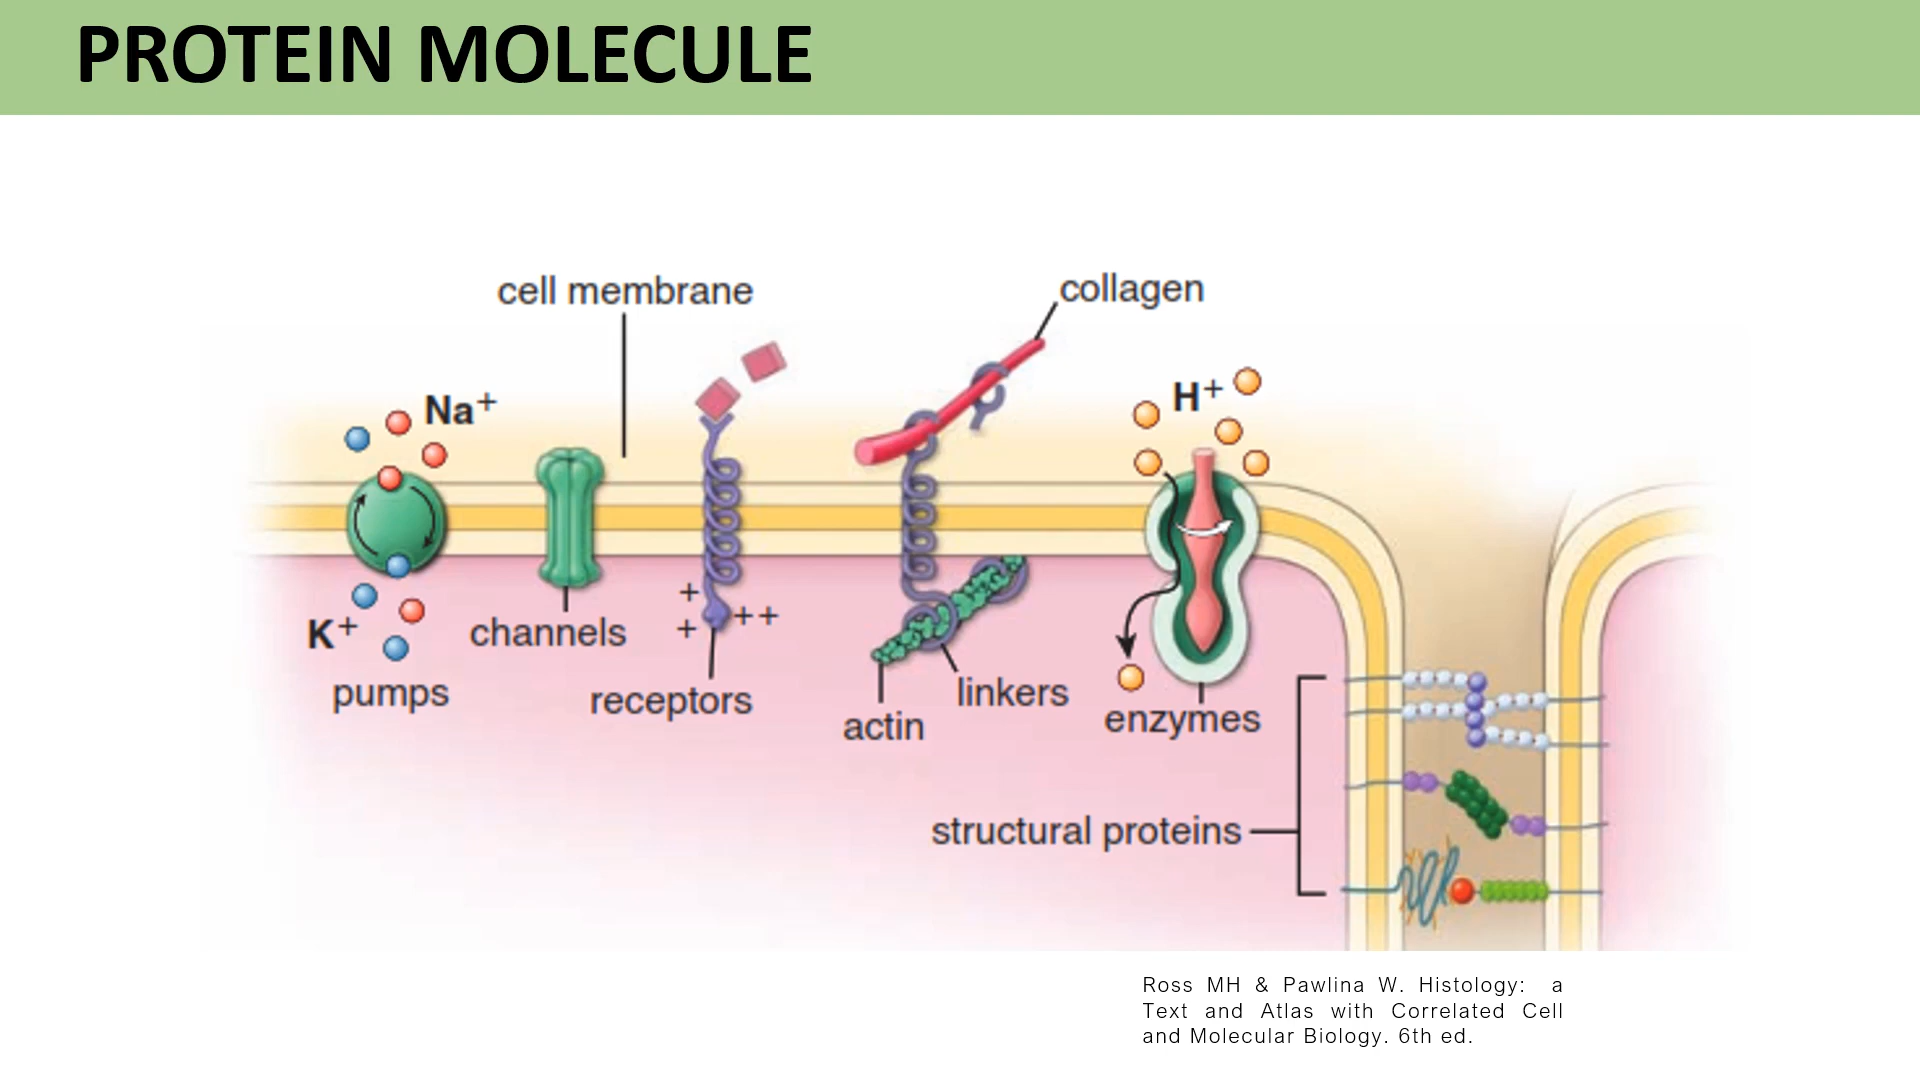 PROTEIN MOLECULE
cell membrane
collagen
Na+
H+
K+
channels
+
+
++
pumps
receptors
actin
linkers
enzymes
structural proteins
Ross MH & Pawlina W. Histology: a
Text and Atlas with Correlated Cell
and Molecular Biology. 6th ed.